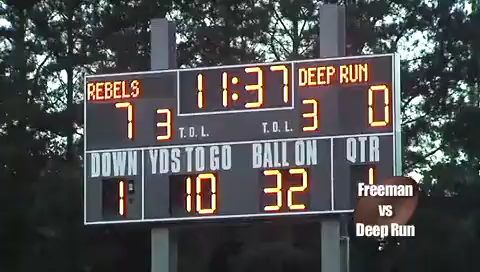 REBELS 11:37 DEEP RUN
7 3 T.O.L. T.O.L. 3 0
DOWN YDS TO GO BALL ON QTR
1 10 32 1
Freeman
vs
Deep Run